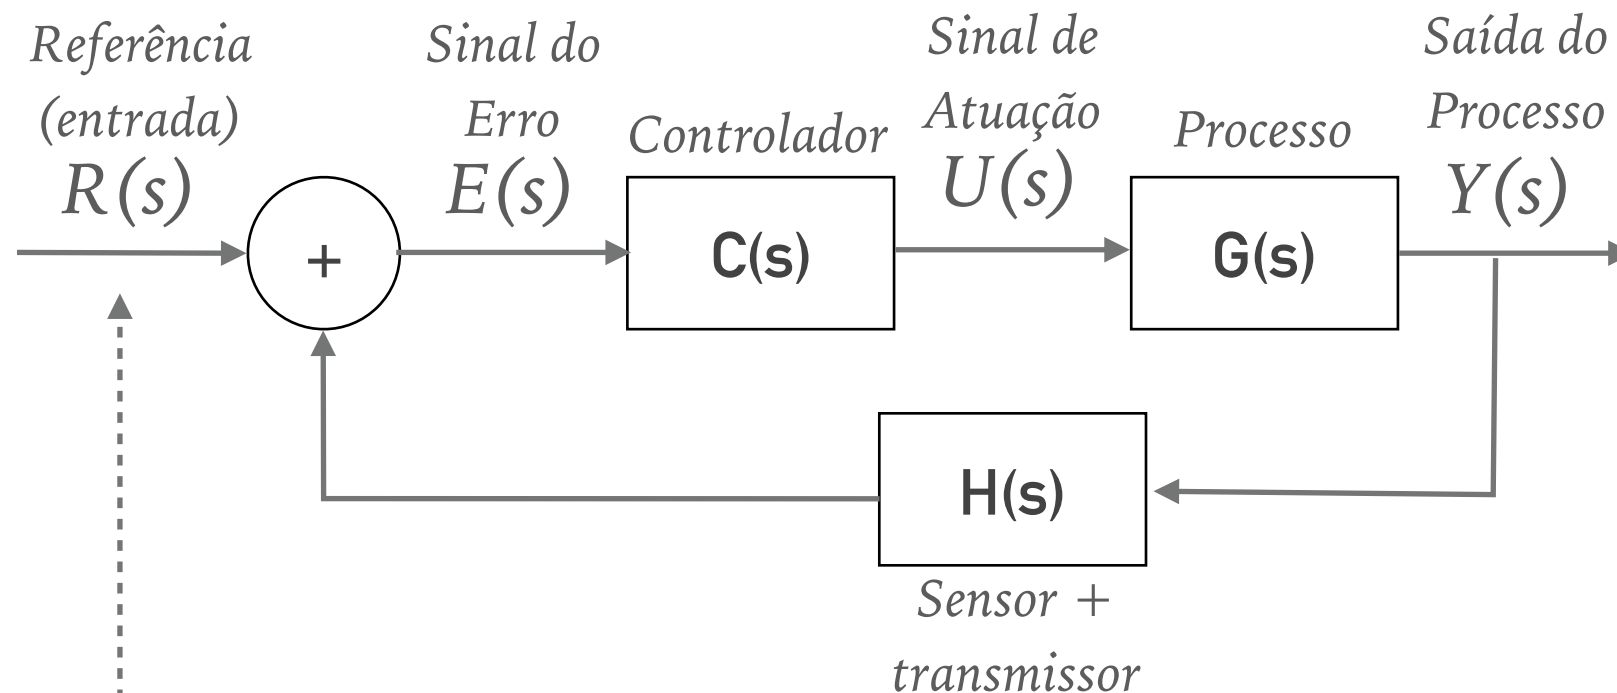 Referência
(entrada)
R(s)
Sinal do
Erro
E(s)
Controlador
C(s)
Sinal de
Atuação
U(s)
Processo
G(s)
Saída do
Processo
Y(s)
+
H(s)
Sensor +
transmissor